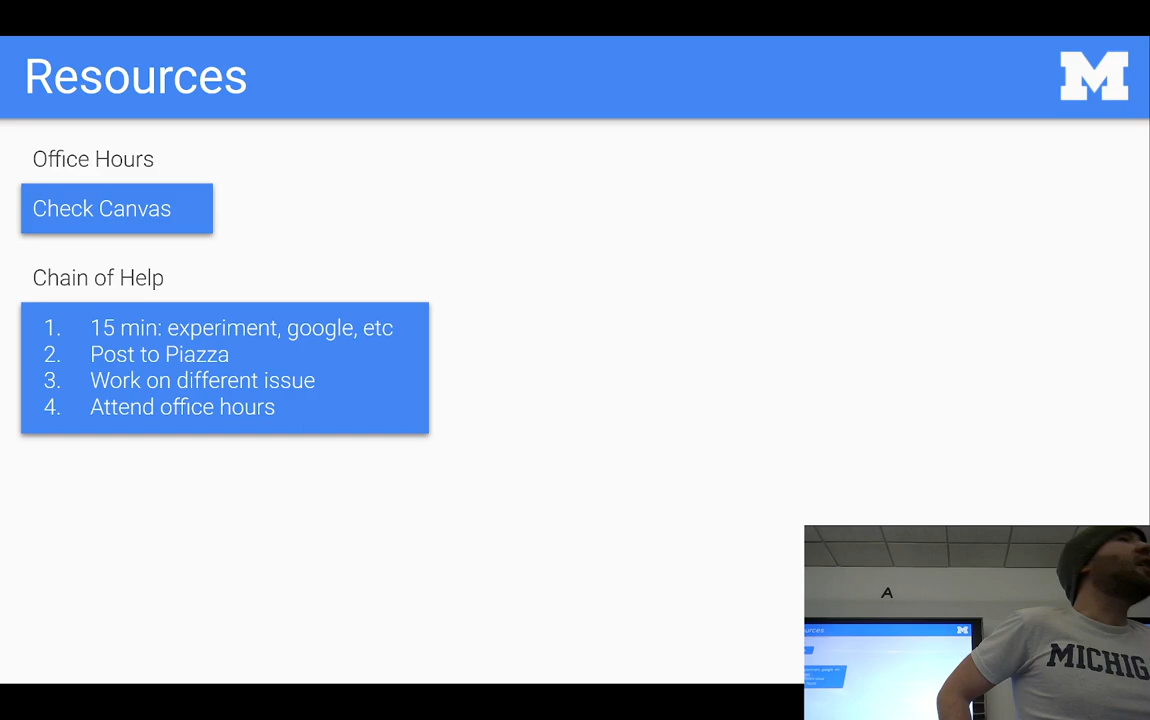 Resources
M
Office Hours
Check Canvas
Chain of Help
1. 15 min: experiment, google, etc
2. Post to Piazza
3. Work on different issue
4. Attend office hours
A
urces
M
MICHIG